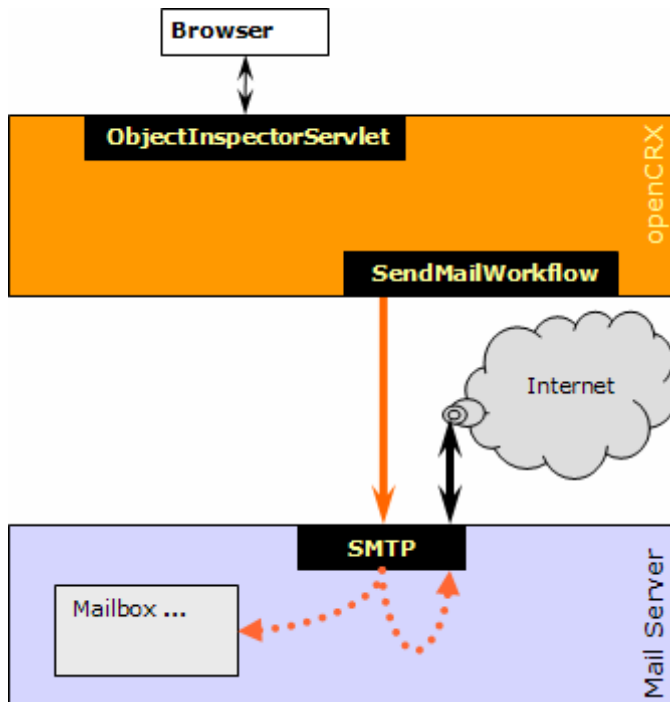 Browser
ObjectInspectorServlet
openCRX
SendMailWorkflow
Internet
SMTP
Mailbox ...
Mail Server